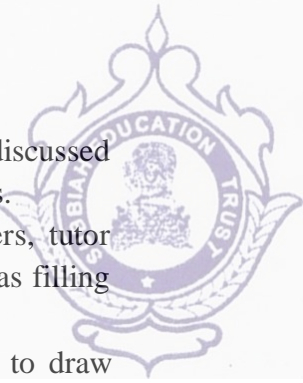 discussed
s.
ers, tutor
as filling
to draw
EDUCATION TRUST